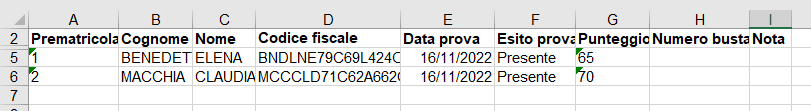 A B C D E F G H I
2 Prematricola Cognome Nome Codice fiscale Data prova Esito prova Punteggio Numero busta Nota
5 1 BENEDET ELENA BNDLNE79C69L424C 16/11/2022 Presente 65
6 2 MACCHIA CLAUDIA MCCCLD71C62A662C 16/11/2022 Presente 70
7